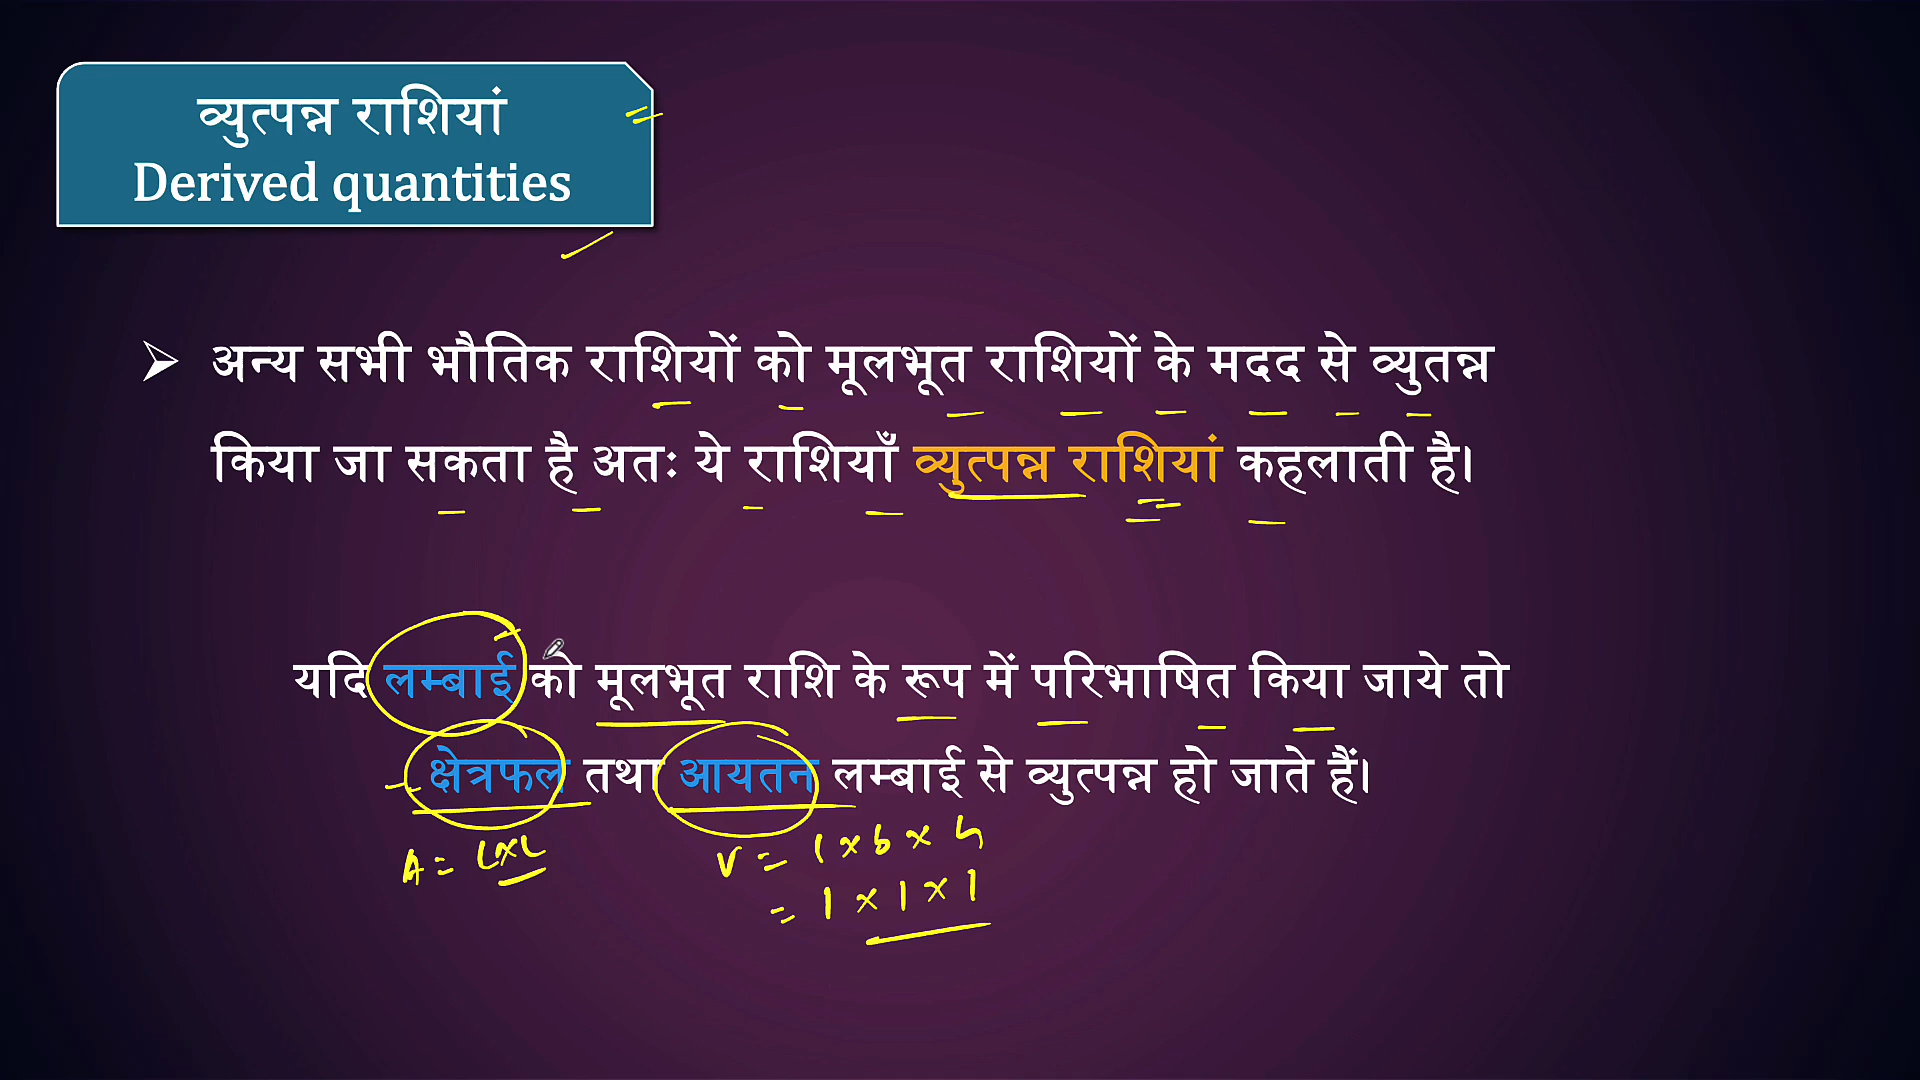 व्युत्पन्न राशियां
Derived quantities
➢ अन्य सभी भौतिक राशियों को मूलभूत राशियों के मदद से व्युतन्न
किया जा सकता है अतः ये राशियाँ व्युत्पन्न राशियां कहलाती है।
यदि लम्बाई को मूलभूत राशि के रूप में परिभाषित किया जाये तो
क्षेत्रफल तथा आयतन लम्बाई से व्युत्पन्न हो जाते हैं।
A = L×L
V = l × b × h
= l × l × l